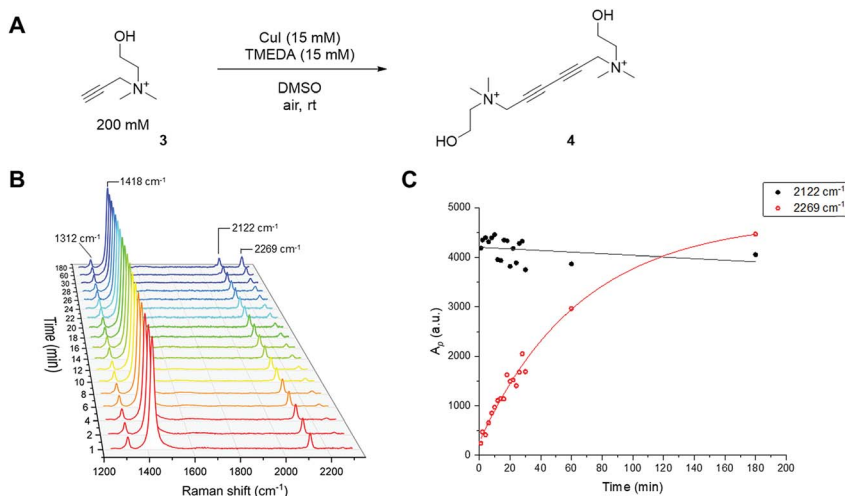 A
OH
N+
200 mM
3
CuI (15 mM)
TMEDA (15 mM)
DMSO
air, rt
OH
N+
N+
HO
4
B
1418 cm-1
1312 cm-1
2122 cm-1
2269 cm-1
180
60
30
28
26
24
22
20
18
16
14
12
10
8
6
4
2
1
Time (min)
1200 1400 1600 1800 2000 2200
Raman shift (cm-1)
C
2122 cm-1
2269 cm-1
5000
4000
3000
2000
1000
0
Ap (a.u.)
0 20 40 60 80 100 120 140 160 180 200
Time (min)